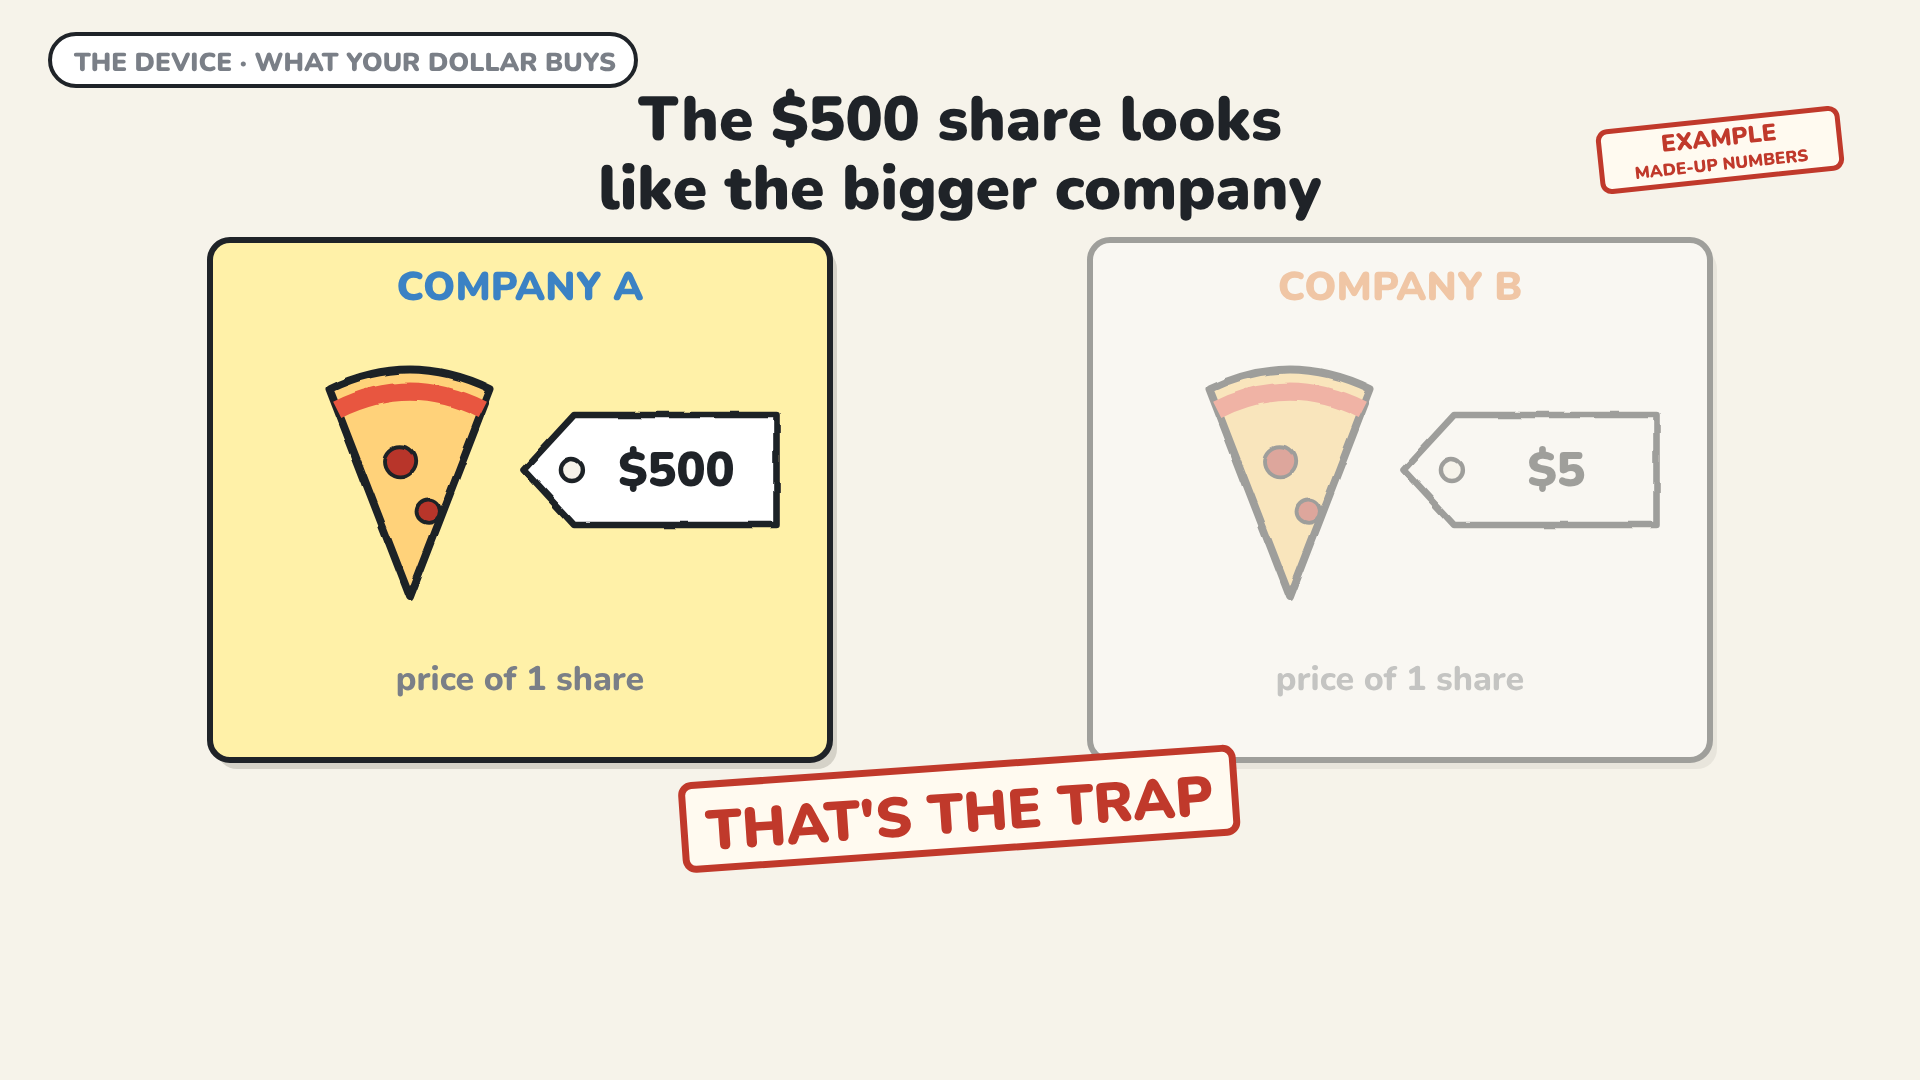 THE DEVICE · WHAT YOUR DOLLAR BUYS
The $500 share looks
like the bigger company
EXAMPLE
MADE-UP NUMBERS
COMPANY A
$500
price of 1 share
COMPANY B
$5
price of 1 share
THAT'S THE TRAP